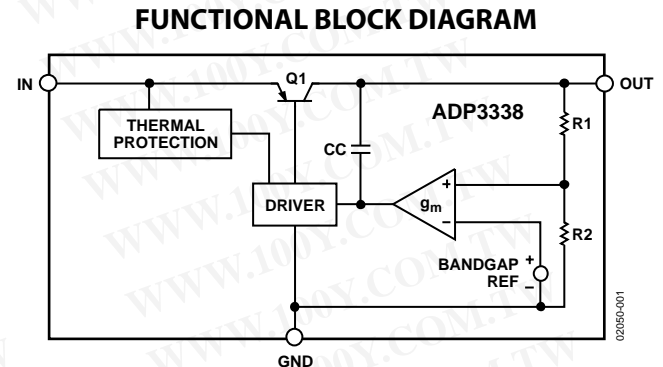 FUNCTIONAL BLOCK DIAGRAM
WWW.100Y.COM.TW
IN
Q1
OUT
THERMAL
PROTECTION
ADP3338
R1
CC
+
gm
−
DRIVER
R2
BANDGAP
REF
+
−
GND
02050-001